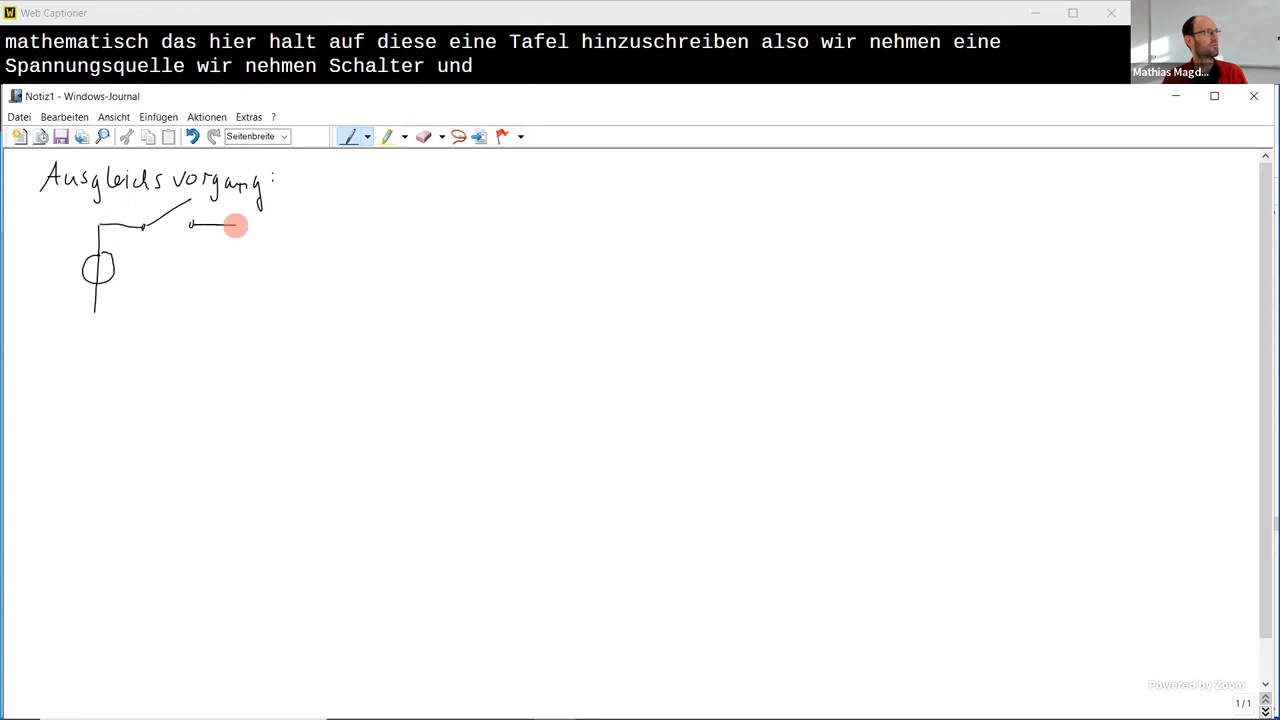 Web Captioner
mathematisch das hier halt auf diese eine Tafel hinzuschreiben also wir nehmen eine
Spannungsquelle wir nehmen Schalter und
Mathias Magd...
Notiz1 - Windows-Journal
Datei Bearbeiten Ansicht Einfügen Aktionen Extras ?
Seitenbreite
Ausgleichsvorgang:
Powered by Zoom
1/1